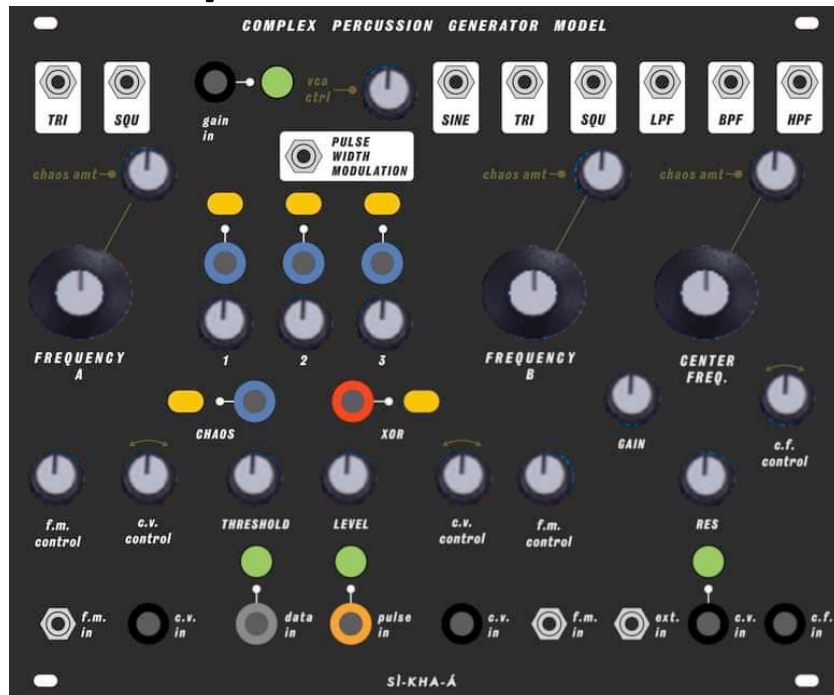 COMPLEX PERCUSSION GENERATOR MODEL
TRI
SQU
gain
in
vca
ctrl
SINE
TRI
SQU
LPF
BPF
HPF
PULSE
WIDTH
MODULATION
chaos amt
chaos amt
chaos amt
FREQUENCY
A
1
2
3
FREQUENCY
B
CENTER
FREQ.
CHAOS
XOR
GAIN
c.f.
control
f.m.
control
c.v.
control
THRESHOLD
LEVEL
c.v.
control
f.m.
control
RES
f.m.
in
c.v.
in
data
in
pulse
in
c.v.
in
f.m.
in
ext.
in
c.v.
in
c.f.
in
SÌ-KHA-Á